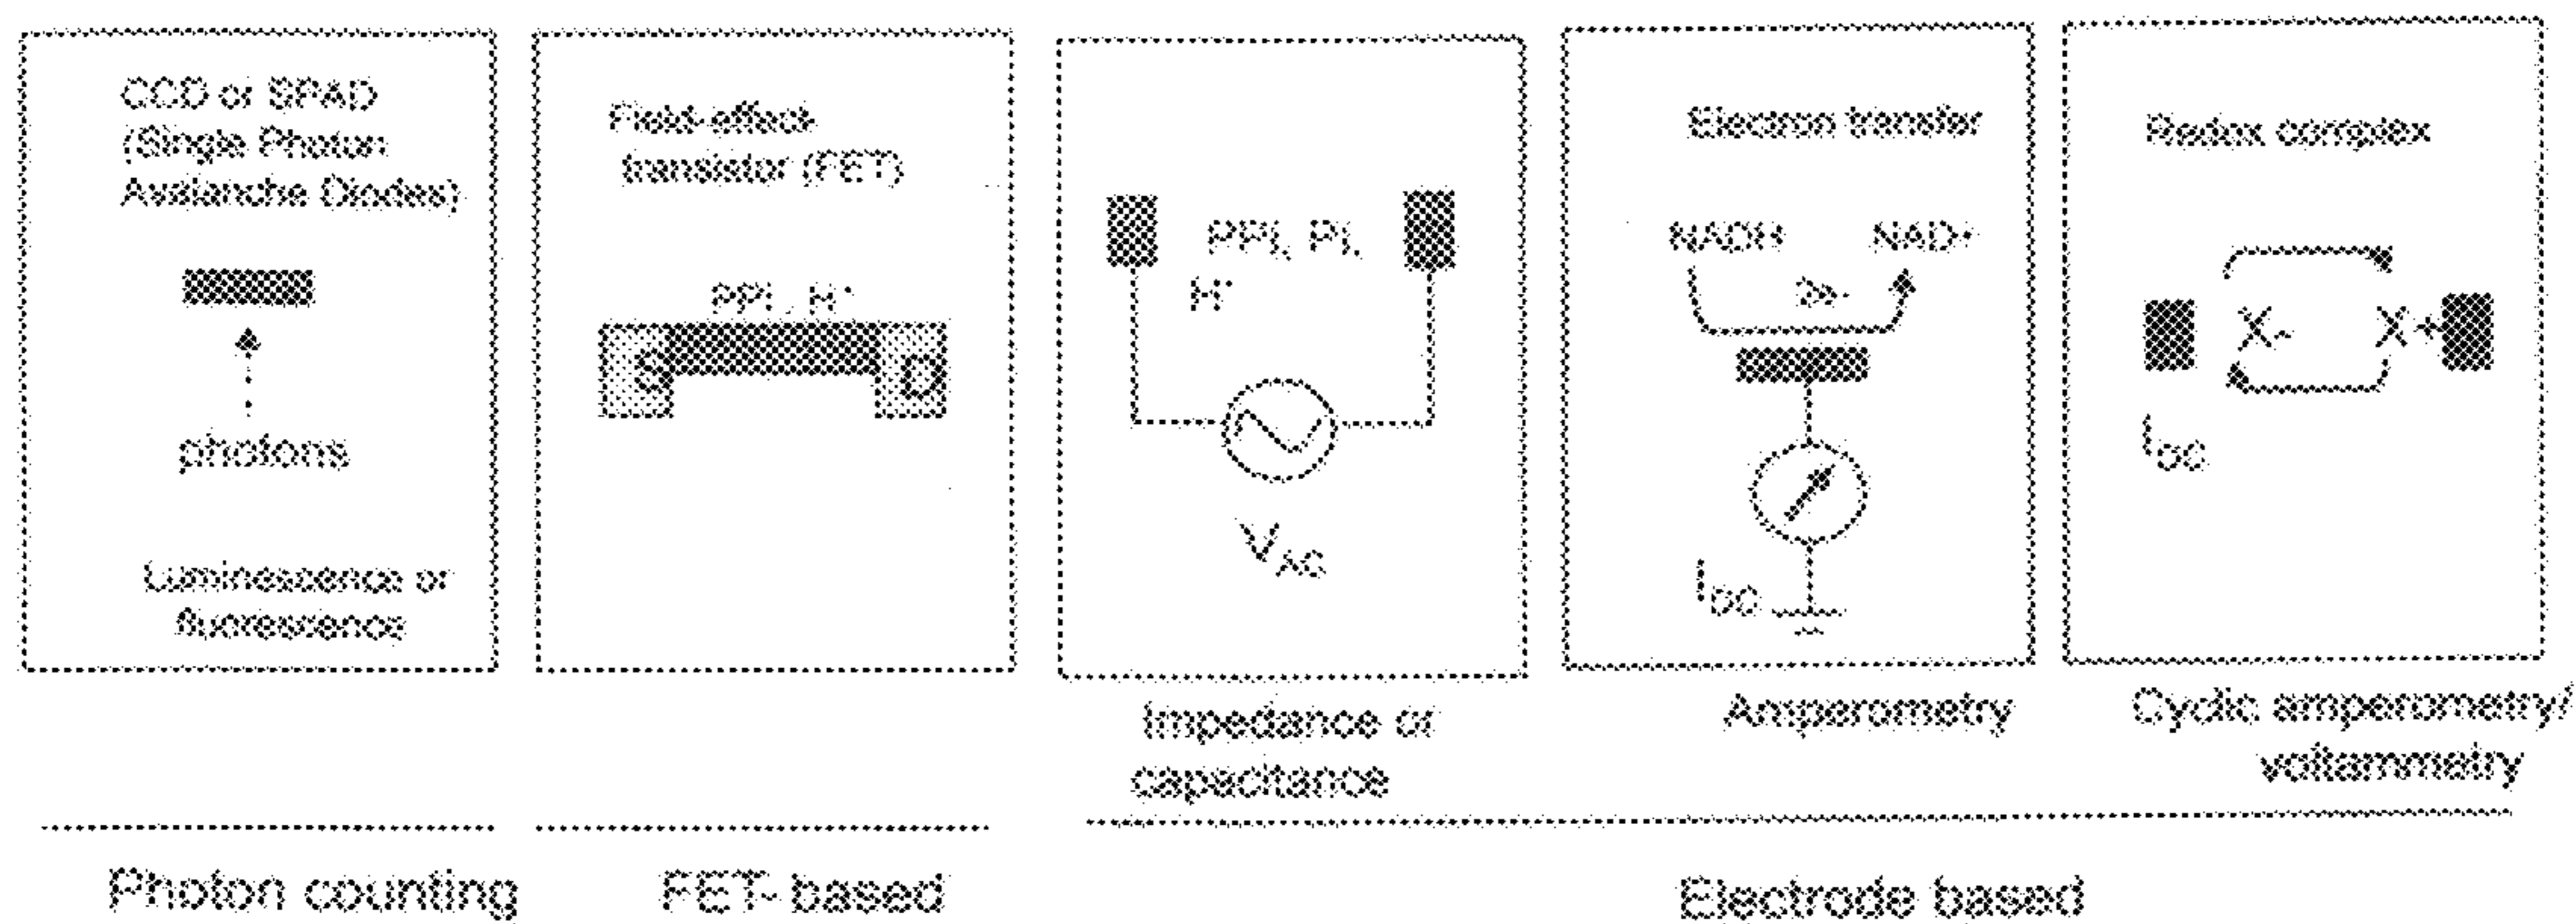 CCD or SPAD
(Single Photon
Avalanche Diodes)
photons
Luminescence or
fluorescence
Field-effect
transistor (FET)
PPi, H+
S
D
PPi, Pi,
H+
VAC
Impedance or
capacitance
Electron transfer
NADH NAD+
2e-
IDC
Amperometry
Redox complex
X- X+
IDC
Cyclic amperometry/
voltammetry
Photon counting
FET- based
Electrode based